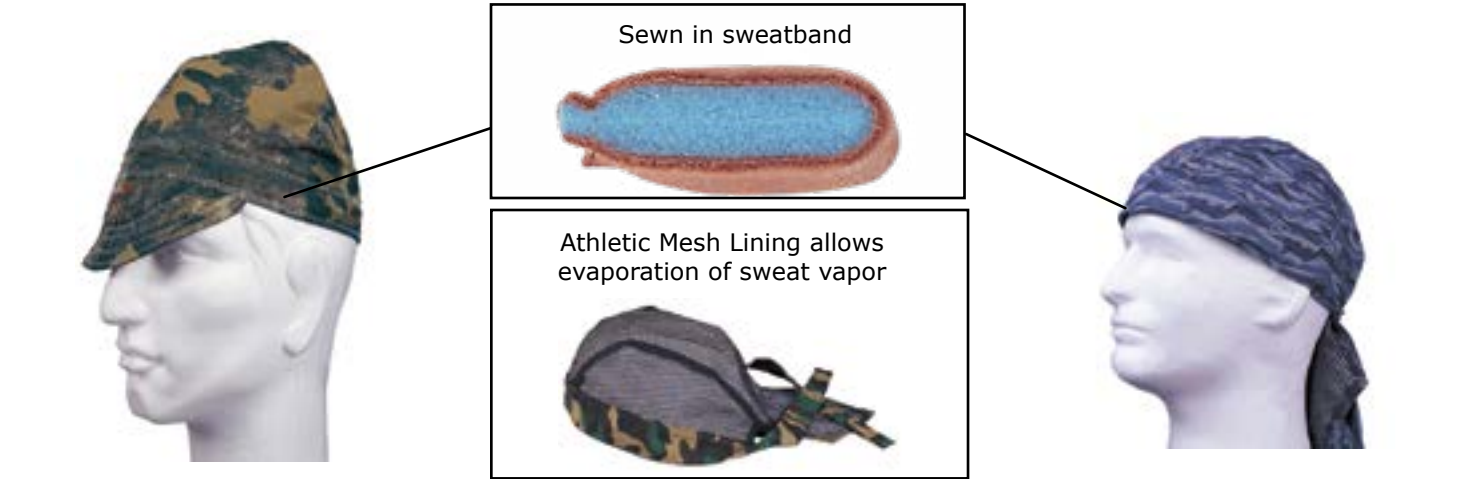 Sewn in sweatband
Athletic Mesh Lining allows
evaporation of sweat vapor